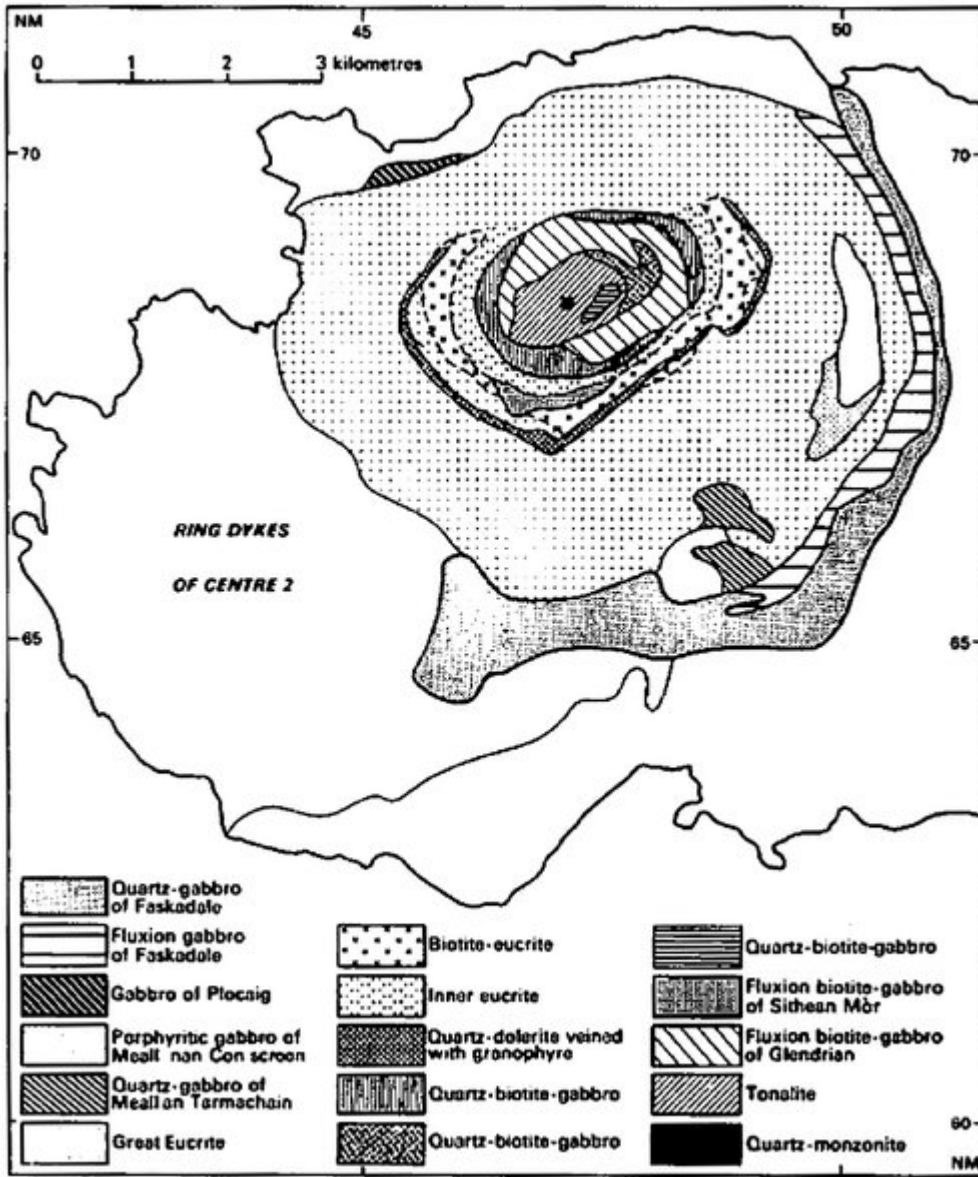 NM
45
50
0 1 2 3 kilometres
70
70
RING DYKES
OF CENTRE 2
65
65
Quartz-gabbro
of Faskadale
Fluxion gabbro
of Faskadale
Gabbro of Plocaig
Porphyritic gabbro of
Meall nan Con screen
Quartz-gabbro of
Meall an Tarmachain
Great Eucrite
Biotite-eucrite
Inner eucrite
Quartz-dolerite veined
with granophyre
Quartz-biotite-gabbro
Quartz-biotite-gabbro
Quartz-biotite-gabbro
Fluxion biotite-gabbro
of Sithean Mòr
Fluxion biotite-gabbro
of Glendrian
Tonalite
Quartz-monzonite
60
NM